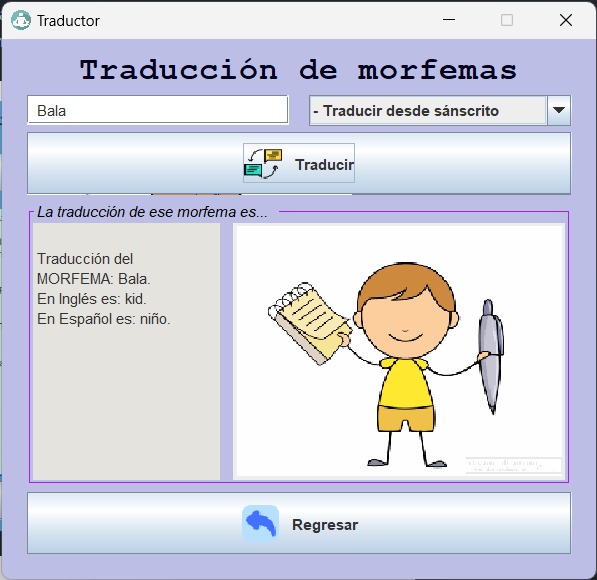 Traductor
Traducción de morfemas
Bala
- Traducir desde sánscrito
Traducir
La traducción de ese morfema es...
Traducción del
MORFEMA: Bala.
En Inglés es: kid.
En Español es: niño.
Regresar